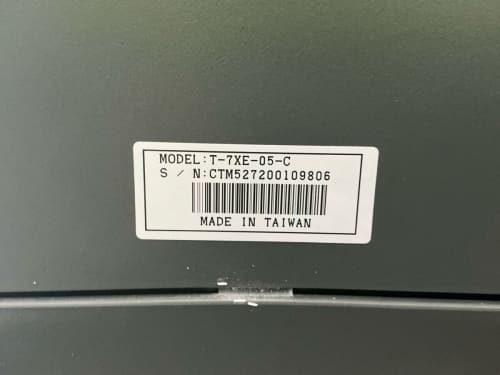 MODEL:T-7XE-05-C
S / N:CTM527200109806
MADE IN TAIWAN